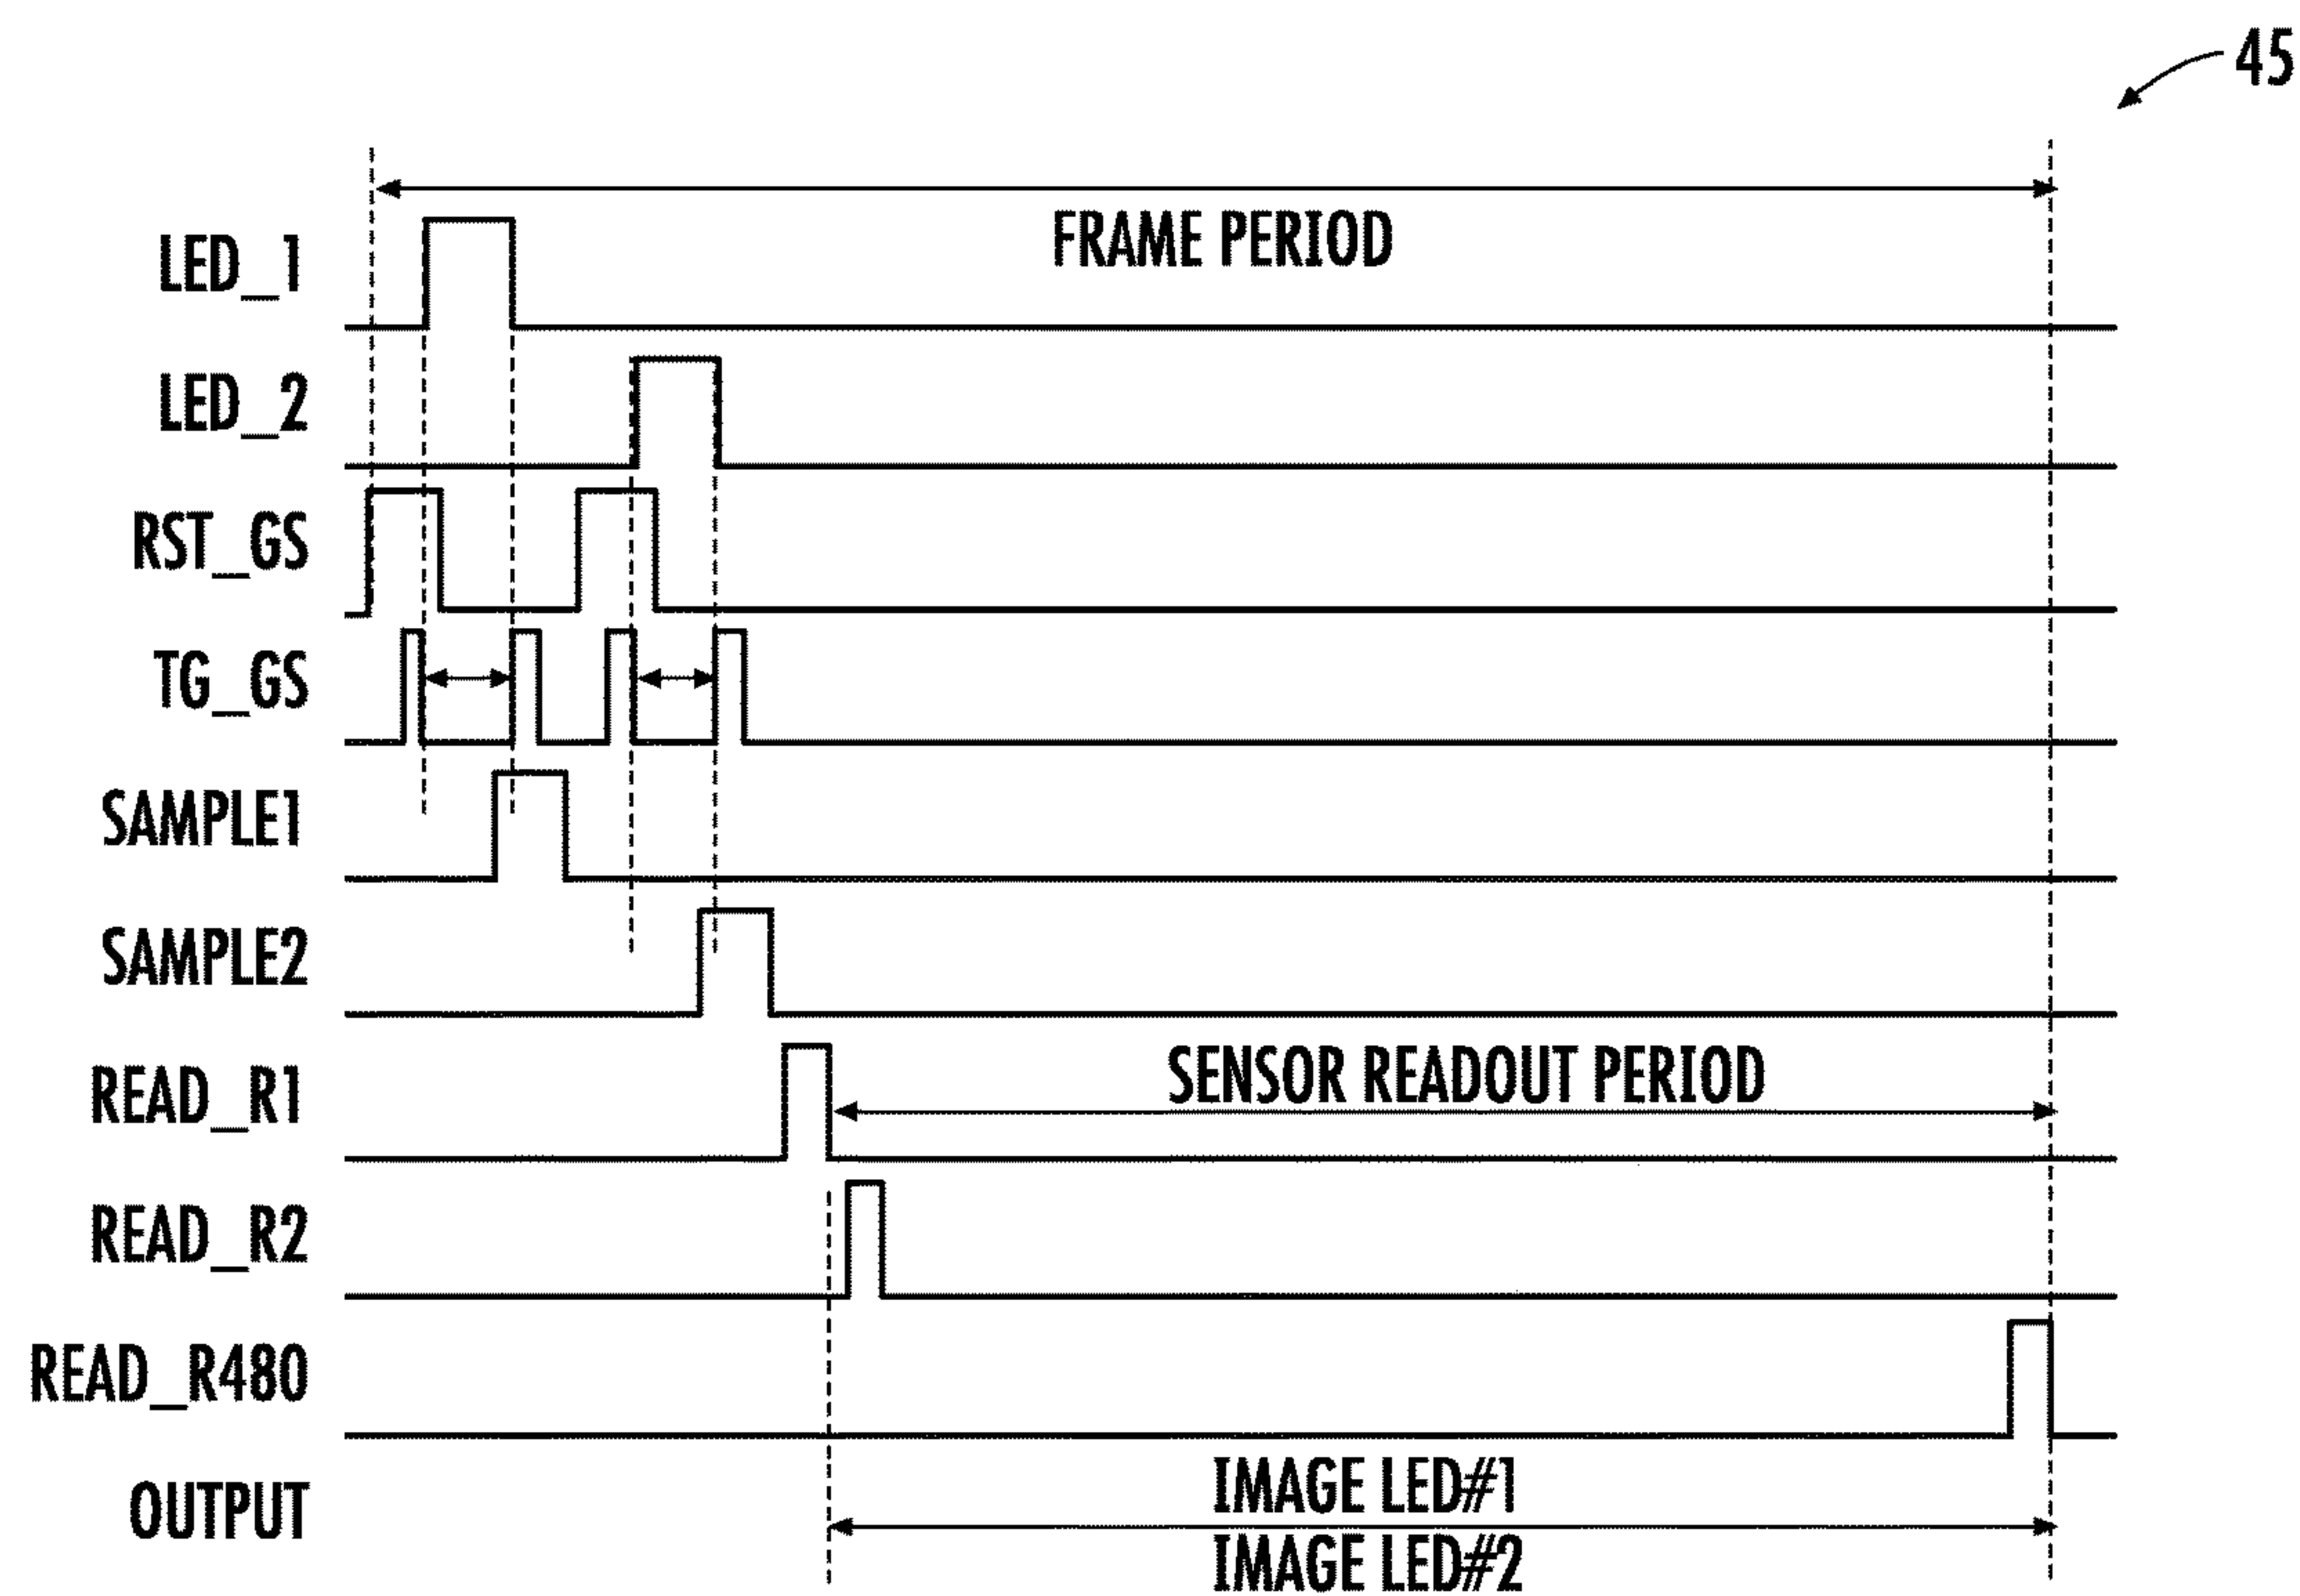 45
FRAME PERIOD
LED_1
LED_2
RST_GS
TG_GS
SAMPLE1
SAMPLE2
SENSOR READOUT PERIOD
READ_R1
READ_R2
READ_R480
IMAGE LED#1
OUTPUT
IMAGE LED#2